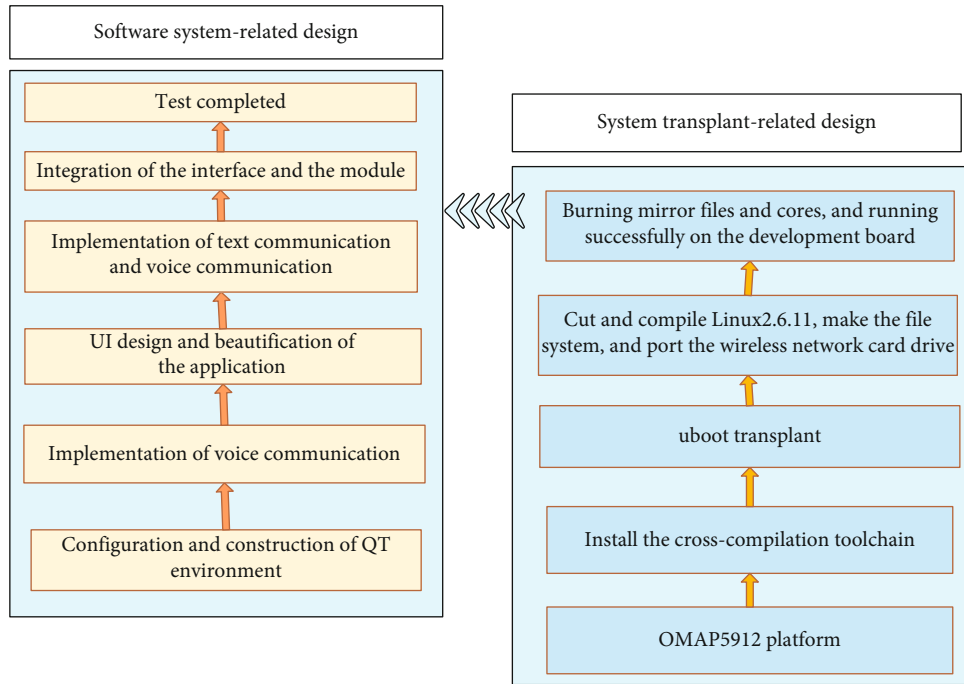 Software system-related design
Test completed
Integration of the interface and the module
Implementation of text communication
and voice communication
UI design and beautification of
the application
Implementation of voice communication
Configuration and construction of QT
environment
System transplant-related design
Burning mirror files and cores, and running
successfully on the development board
Cut and compile Linux2.6.11, make the file
system, and port the wireless network card drive
uboot transplant
Install the cross-compilation toolchain
OMAP5912 platform